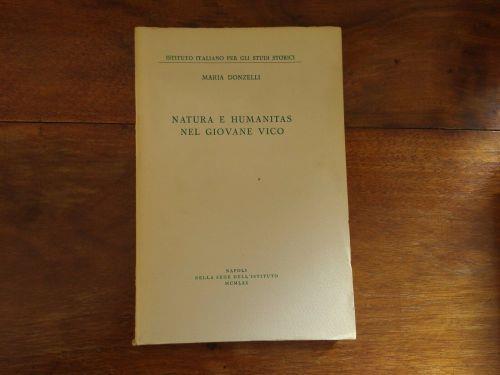 ISTITUTO ITALIANO PER GLI STUDI STORICI
MARIA DONZELLI
NATURA E HUMANITAS
NEL GIOVANE VICO
NAPOLI
NELLA SEDE DELL'ISTITUTO
MCMLXX